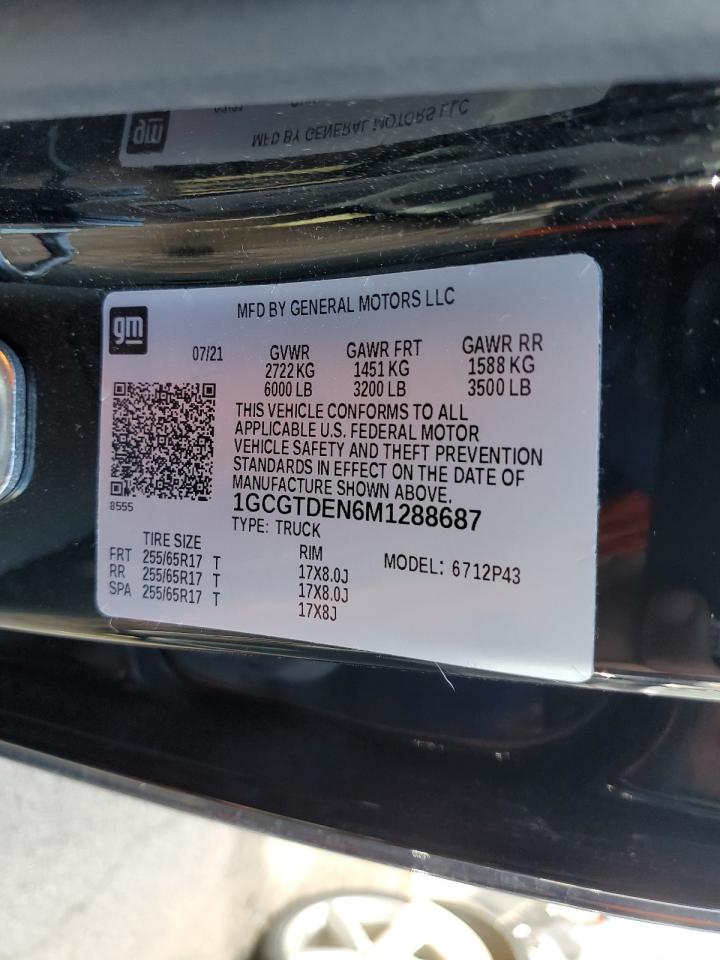 gm
MFD BY GENERAL MOTORS LLC
gm
MFD BY GENERAL MOTORS LLC
07/21 GVWR GAWR FRT GAWR RR
2722 KG 1451 KG 1588 KG
6000 LB 3200 LB 3500 LB
THIS VEHICLE CONFORMS TO ALL
APPLICABLE U.S. FEDERAL MOTOR
VEHICLE SAFETY AND THEFT PREVENTION
STANDARDS IN EFFECT ON THE DATE OF
MANUFACTURE SHOWN ABOVE.
8555
1GCGTDEN6M1288687
TYPE: TRUCK
TIRE SIZE RIM MODEL: 6712P43
FRT 255/65R17 T 17X8.0J
RR 255/65R17 T 17X8.0J
SPA 255/65R17 T 17X8J